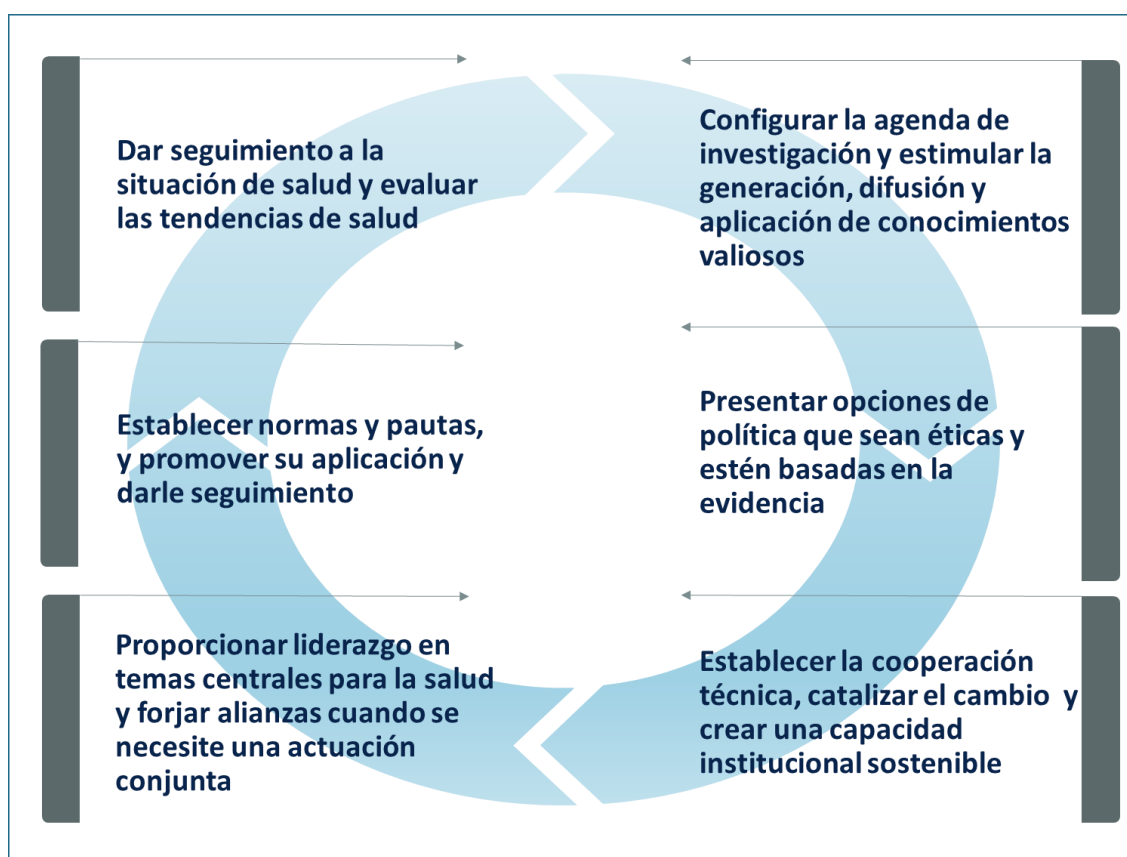 Dar seguimiento a la
situación de salud y evaluar
las tendencias de salud
Establecer normas y pautas,
y promover su aplicación y
darle seguimiento
Proporcionar liderazgo en
temas centrales para la salud
y forjar alianzas cuando se
necesite una actuación
conjunta
Configurar la agenda de
investigación y estimular la
generación, difusión y
aplicación de conocimientos
valiosos
Presentar opciones de
política que sean éticas y
estén basadas en la
evidencia
Establecer la cooperación
técnica, catalizar el cambio y
crear una capacidad
institucional sostenible